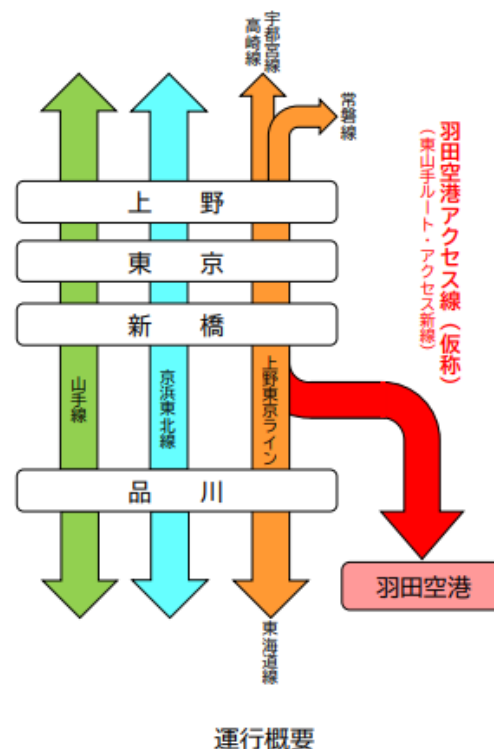 宇都宮線
高崎線
常磐線
羽田空港アクセス線（仮称）
（東山手ルート・アクセス新線）
上野
東京
新橋
山手線
京浜東北線
上野東京ライン
品川
羽田空港
東海道線
運行概要